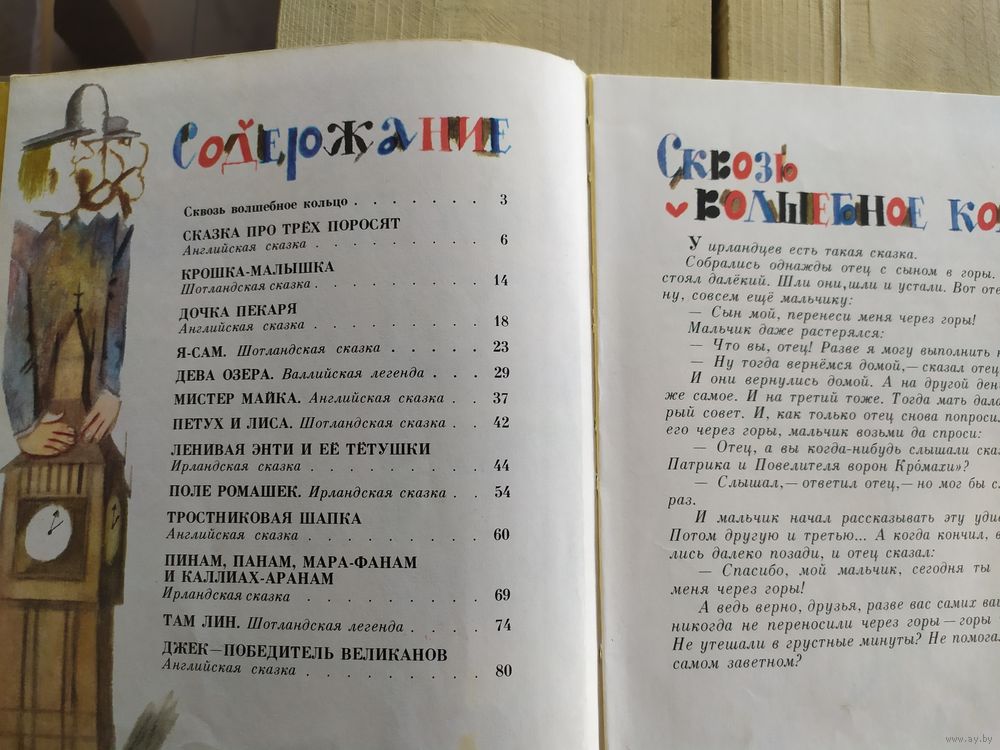 Содержание
Сквозь волшебное кольцо . . . . . . . 3
СКАЗКА ПРО ТРЁХ ПОРОСЯТ
Английская сказка . . . . . . . . . 6
КРОШКА-МАЛЫШКА
Шотландская сказка . . . . . . . . . 14
ДОЧКА ПЕКАРЯ
Английская сказка . . . . . . . . . 18
Я-САМ. Шотландская сказка . . . . . 23
ДЕВА ОЗЕРА. Валлийская легенда . . . 29
МИСТЕР МАЙКА. Английская сказка . . 37
ПЕТУХ И ЛИСА. Шотландская сказка . . 42
ЛЕНИВАЯ ЭНТИ И ЕЁ ТЁТУШКИ
Ирландская сказка . . . . . . . . . 44
ПОЛЕ РОМАШЕК. Ирландская сказка . . 54
ТРОСТНИКОВАЯ ШАПКА
Английская сказка . . . . . . . . . 60
ПИНАМ, ПАНАМ, МАРА-ФАНАМ
И КАЛЛИАХ-АРАНАМ
Ирландская сказка . . . . . . . . . 69
ТАМ ЛИН. Шотландская легенда . . . . 74
ДЖЕК—ПОБЕДИТЕЛЬ ВЕЛИКАНОВ
Английская сказка . . . . . . . . . 80
Сквозь
волшебное
У ирландцев есть такая сказка.
Собрались однажды отец с сыном в горы.
стоял далёкий. Шли они,шли и устали. Вот
ну, совсем ещё мальчику:
— Сын мой, перенеси меня через горы!
Мальчик даже растерялся:
— Что вы, отец! Разве я могу выполнить
— Ну тогда вернёмся домой,—сказал
И они вернулись домой. А на другой
же самое. И на третий тоже. Тогда мать
рый совет. И, как только отец снова
его через горы, мальчик возьми да спроси:
— Отец, а вы когда-нибудь слышали
Патрика и Повелителя ворон Кро́махи»?
— Слышал,— ответил отец,— но мог бы
раз.
И мальчик начал рассказывать эту
Потом другую и третью... А когда кончил,
лись далеко позади, и отец сказал:
— Спасибо, мой мальчик, сегодня ты
меня через горы!
А ведь верно, друзья, разве вас самих
никогда не переносили через горы — горы
Не утешали в грустные минуты? Не
самом заветном?
www.ay.by